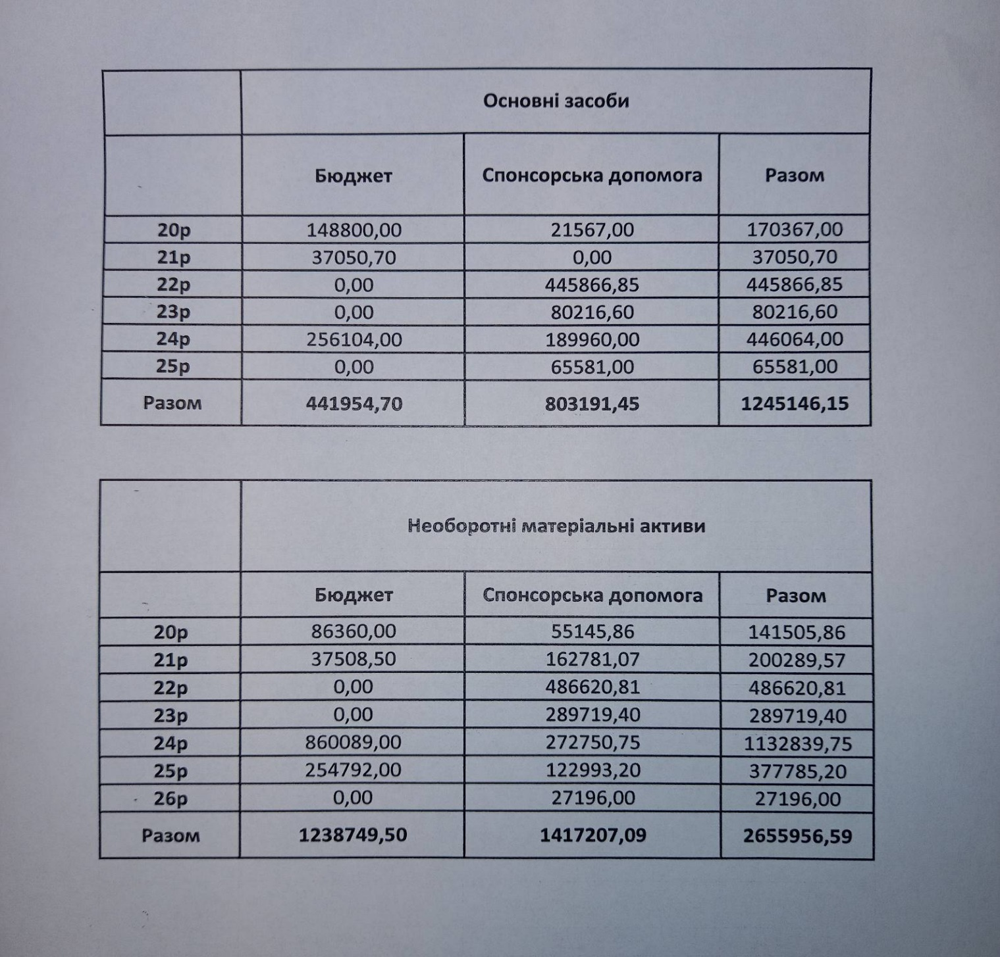 Основні засоби
Бюджет Спонсорська допомога Разом
20р 148800,00 21567,00 170367,00
21р 37050,70 0,00 37050,70
22р 0,00 445866,85 445866,85
23р 0,00 80216,60 80216,60
24р 256104,00 189960,00 446064,00
25р 0,00 65581,00 65581,00
Разом 441954,70 803191,45 1245146,15
Необоротні матеріальні активи
Бюджет Спонсорська допомога Разом
20р 86360,00 55145,86 141505,86
21р 37508,50 162781,07 200289,57
22р 0,00 486620,81 486620,81
23р 0,00 289719,40 289719,40
24р 860089,00 272750,75 1132839,75
25р 254792,00 122993,20 377785,20
26р 0,00 27196,00 27196,00
Разом 1238749,50 1417207,09 2655956,59